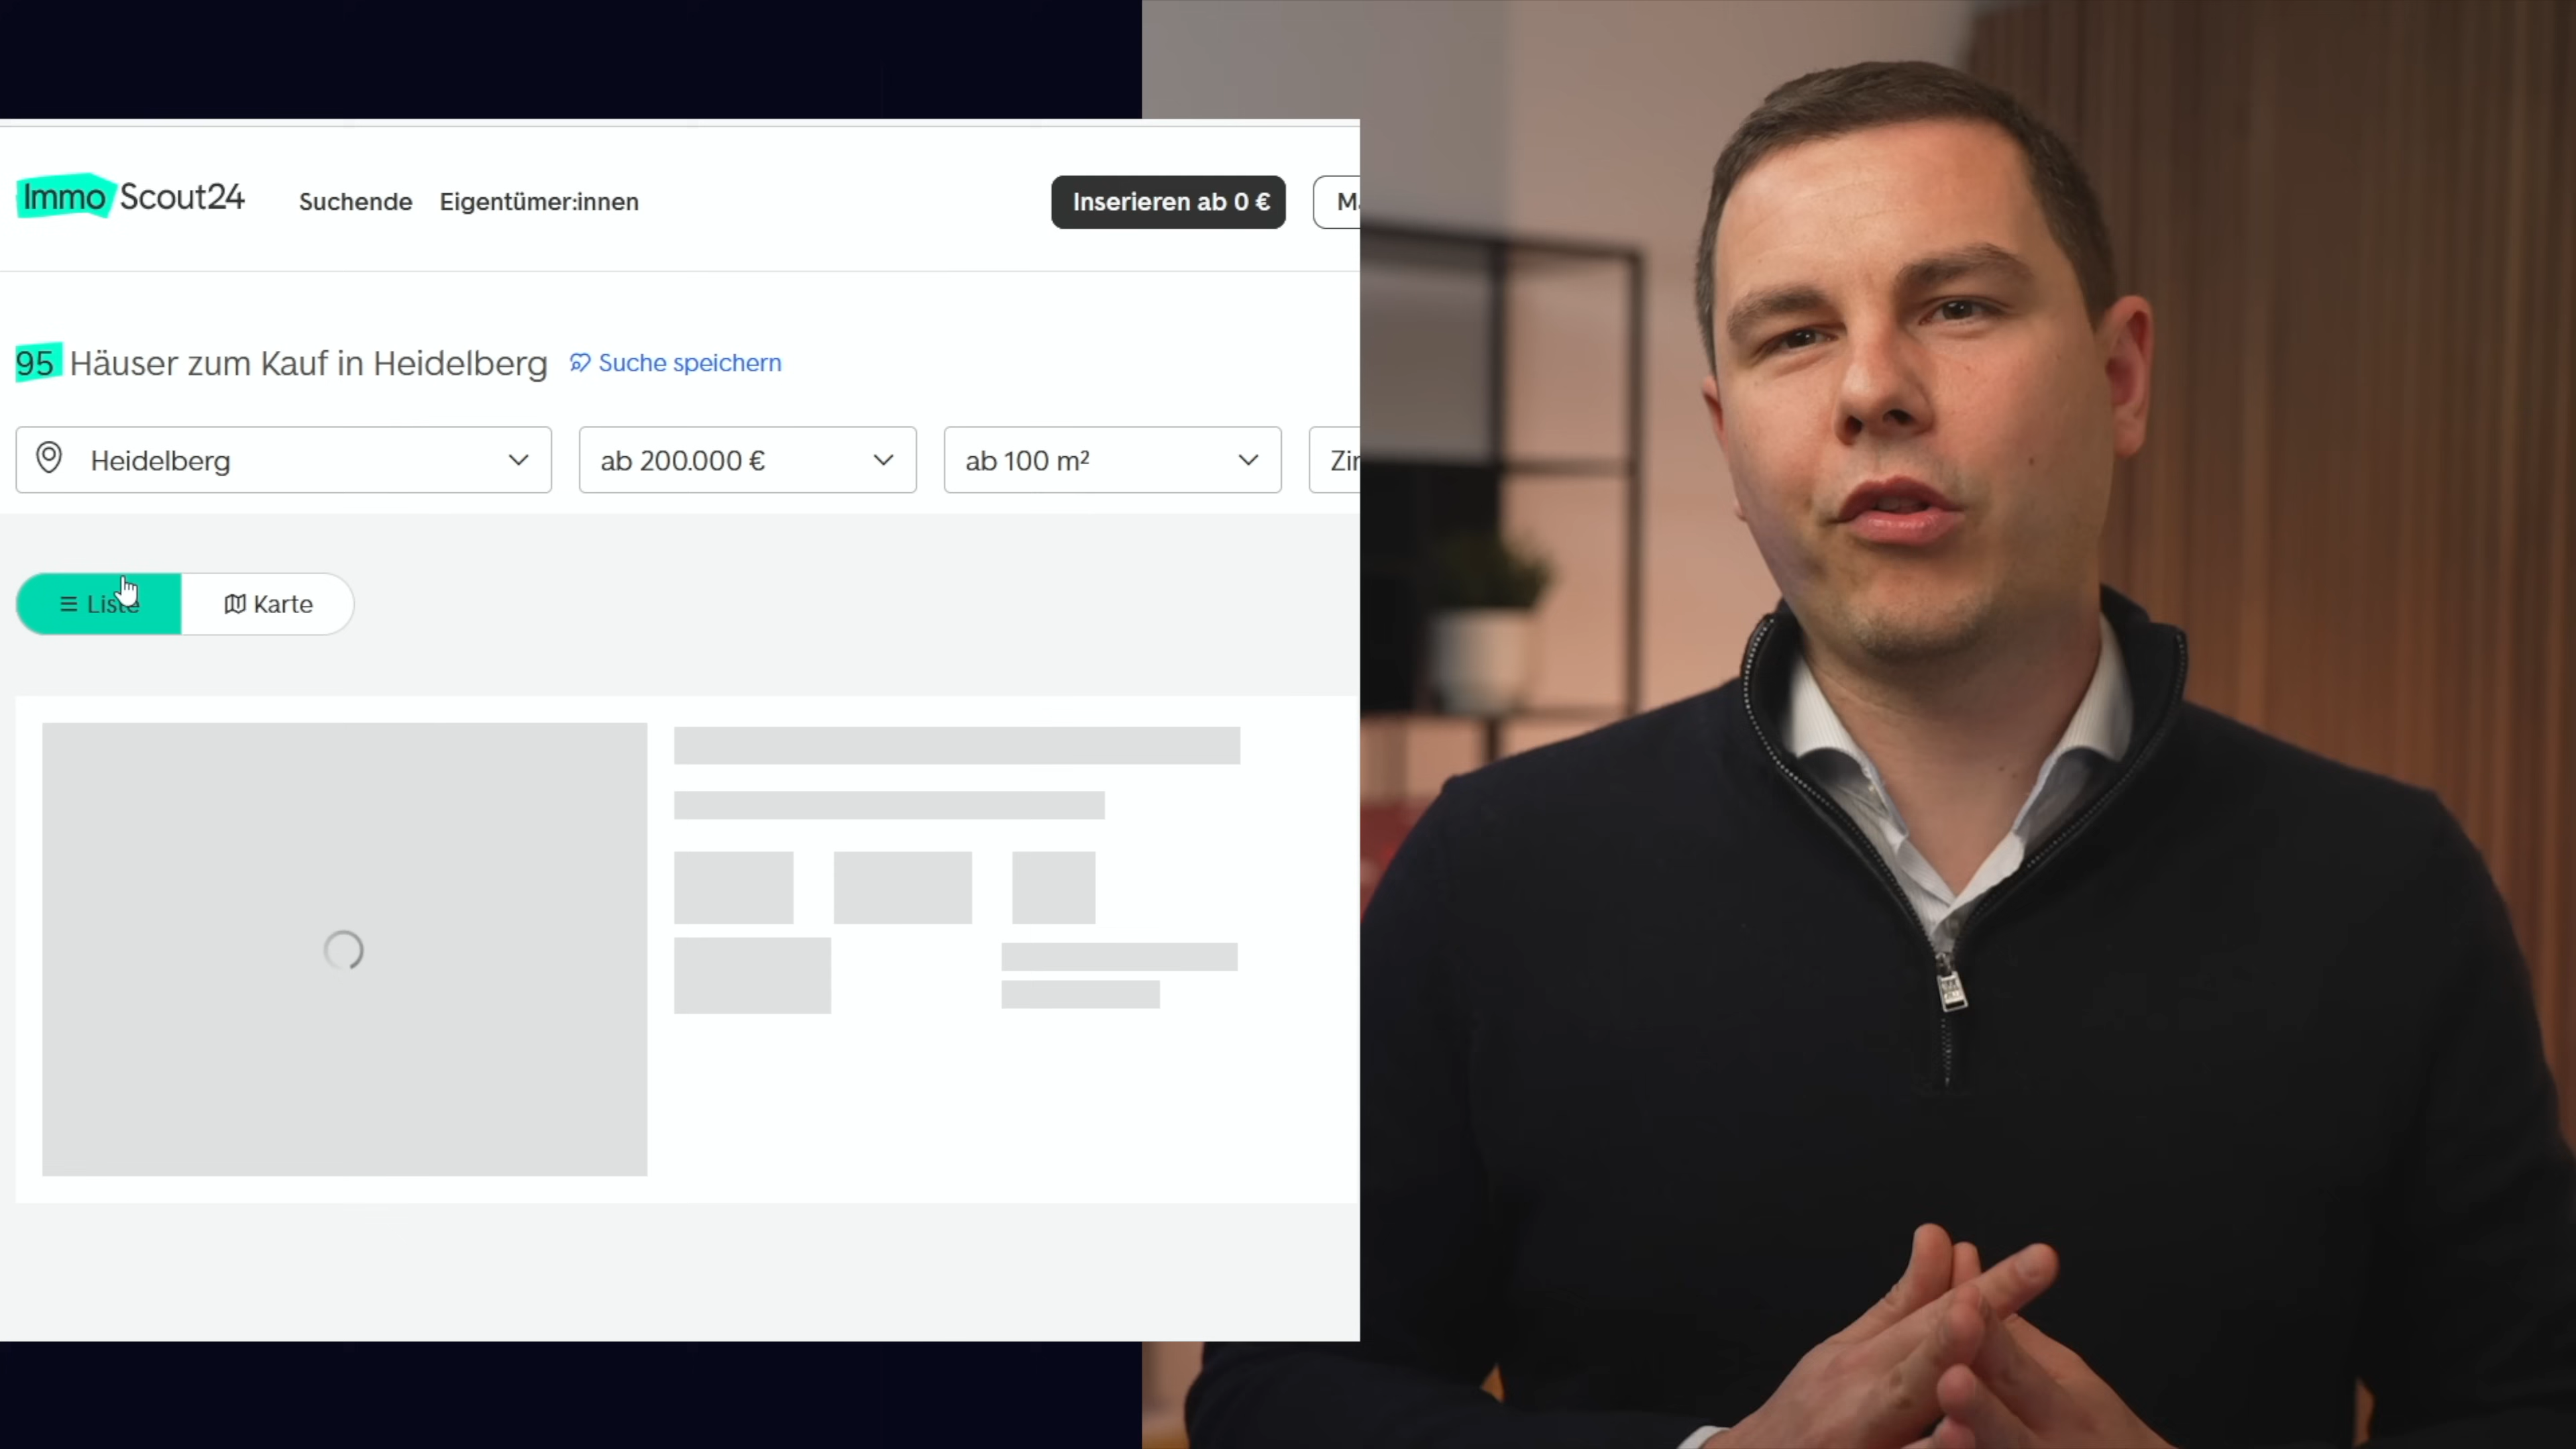 ImmoScout24
Suchende Eigentümer:innen
Inserieren ab 0 €
95 Häuser zum Kauf in Heidelberg Suche speichern
Heidelberg ab 200.000 € ab 100 m²
Liste Karte